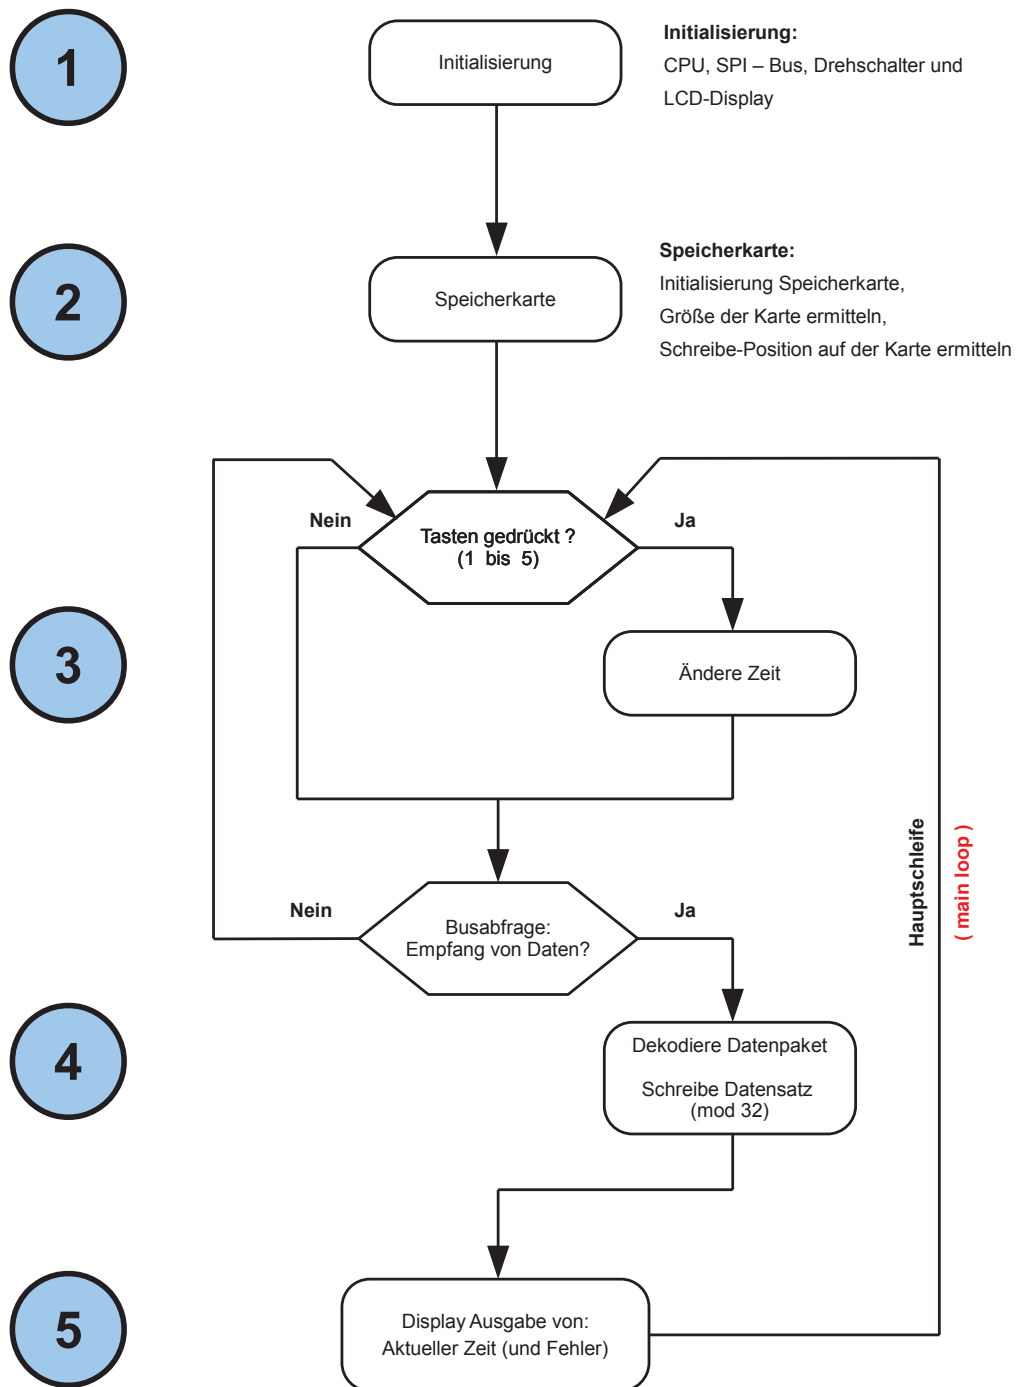 1
Initialisierung
Initialisierung:
CPU, SPI – Bus, Drehschalter und
LCD-Display
2
Speicherkarte
Speicherkarte:
Initialisierung Speicherkarte,
Größe der Karte ermitteln,
Schreibe-Position auf der Karte ermitteln
Nein
Tasten gedrückt ?
(1 bis 5)
Ja
3
Ändere Zeit
Hauptschleife
( main loop )
Nein
Busabfrage:
Empfang von Daten?
Ja
4
Dekodiere Datenpaket
Schreibe Datensatz
(mod 32)
5
Display Ausgabe von:
Aktueller Zeit (und Fehler)